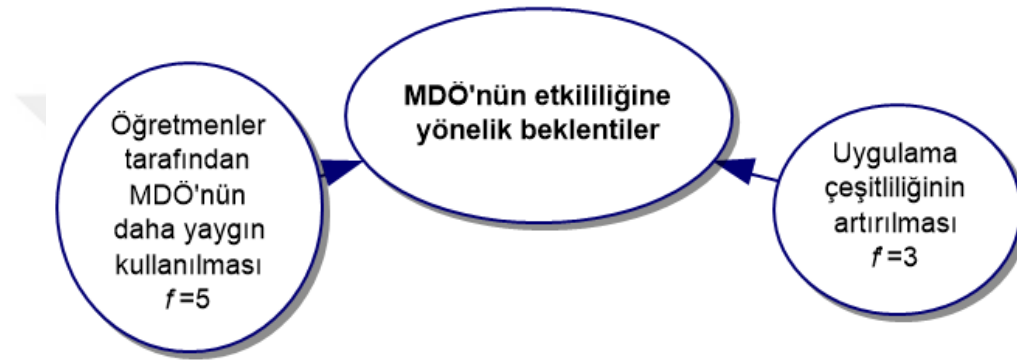 MDÖ'nün etkililiğine
yönelik beklentiler
Öğretmenler
tarafından
MDÖ'nün
daha yaygın
kullanılması
f=5
Uygulama
çeşitliliğinin
artırılması
f=3